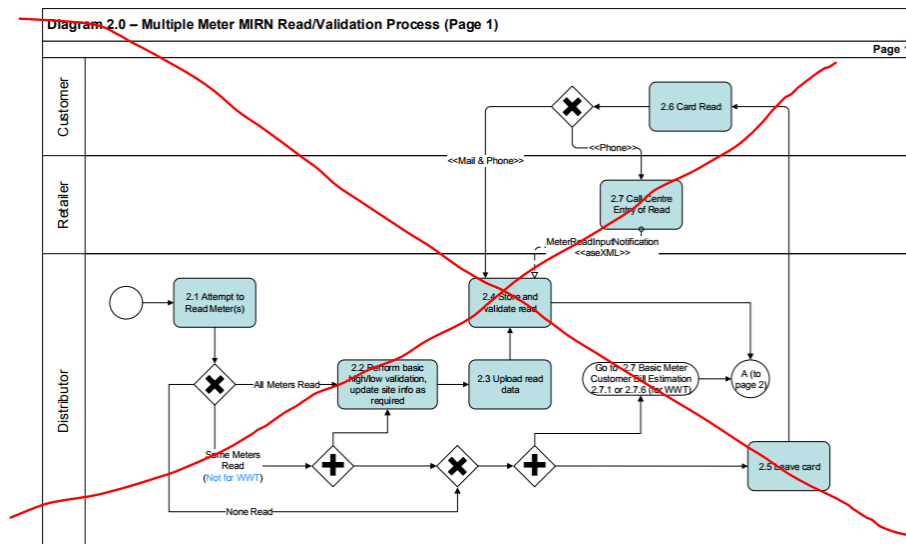 Diagram 2.0 – Multiple Meter MIRN Read/Validation Process (Page 1)
Page 1
Customer
2.6 Card Read
<<Phone>>
<<Mail & Phone>>
Retailer
2.7 Call Centre
Entry of Read
MeterReadInputNotification
<<aseXML>>
Distributor
2.1 Attempt to
Read Meter(s)
2.4 Store and
validate read
All Meters Read
2.2 Perform basic
high/low validation,
update site info as
required
2.3 Upload read
data
Go to 2.7 Basic Meter
Customer Bill Estimation
2.7.1 or 2.7.6 (for WWT)
A (to
page 2)
Some Meters
Read
(Not for WWT)
2.5 Leave card
None Read